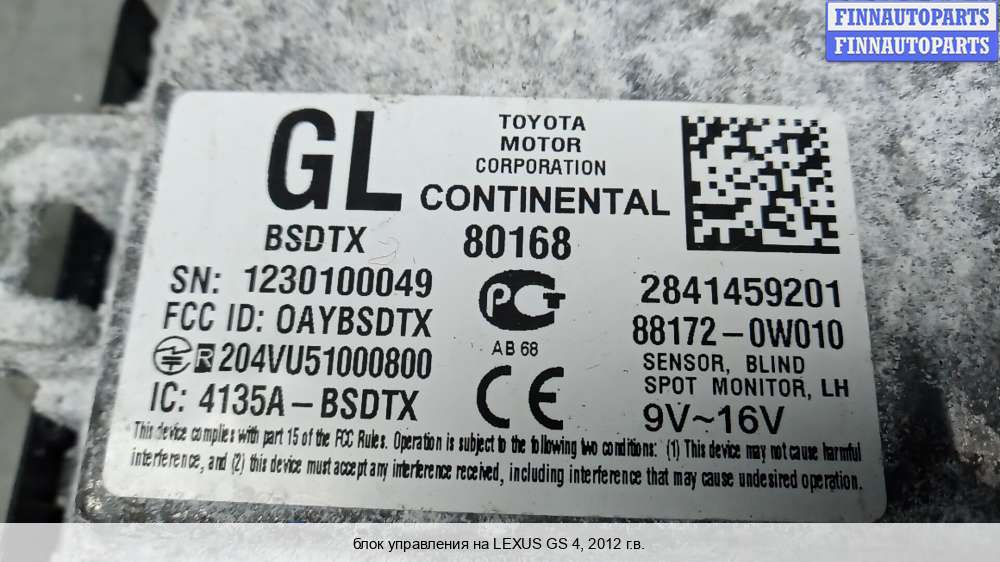 FINNAUTOPARTS
FINNAUTOPARTS
GL
TOYOTA
MOTOR
CORPORATION
CONTINENTAL
BSDTX
80168
SN: 1230100049
FCC ID: OAYBSDTX
R 204VU51000800
IC: 4135A - BSDTX
PCT
AB 68
CE
2841459201
88172-0W010
SENSOR, BLIND
SPOT MONITOR, LH
9V~16V
"This device complies with part 15 of the FCC Rules. Operation is subject to the following two conditions: (1) This device may not cause harmful
interference, and (2) this device must accept any interference received, including interference that may cause undesired operation.
блок управления на LEXUS GS 4, 2012 г.в.